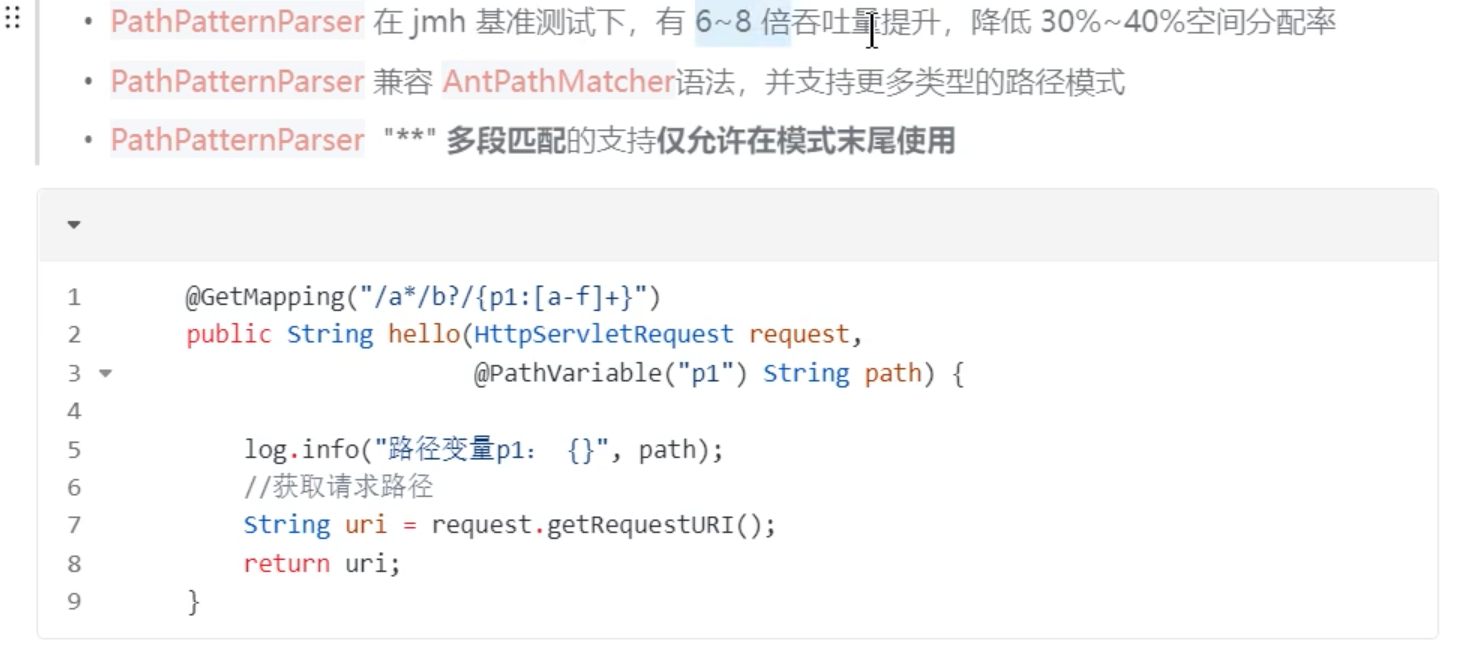 • PathPatternParser 在 jmh 基准测试下，有 6~8 倍吞吐量提升，降低 30%~40%空间分配率
• PathPatternParser 兼容 AntPathMatcher语法，并支持更多类型的路径模式
• PathPatternParser "**" 多段匹配的支持仅允许在模式末尾使用
1 @GetMapping("/a*/b?/{p1:[a-f]+}")
2 public String hello(HttpServletRequest request,
3 @PathVariable("p1") String path) {
4
5 log.info("路径变量p1： {}", path);
6 //获取请求路径
7 String uri = request.getRequestURI();
8 return uri;
9 }